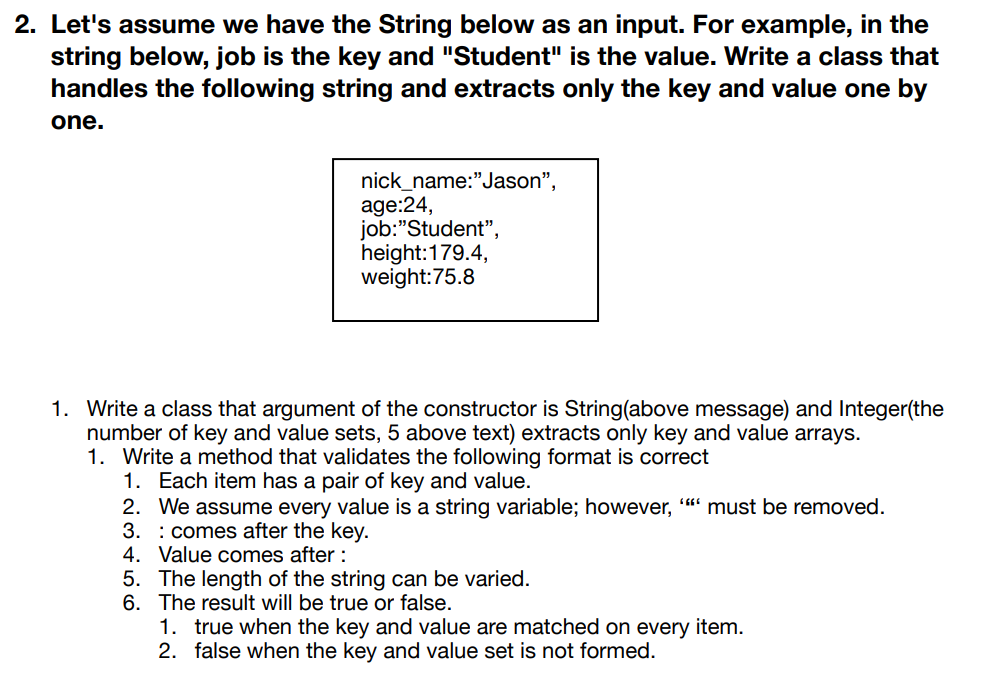 2. Let's assume we have the String below as an input. For example, in the
string below, job is the key and "Student" is the value. Write a class that
handles the following string and extracts only the key and value one by
one.
nick_name:”Jason”,
age:24,
job:”Student”,
height:179.4,
weight:75.8
1. Write a class that argument of the constructor is String(above message) and Integer(the
number of key and value sets, 5 above text) extracts only key and value arrays.
1. Write a method that validates the following format is correct
1. Each item has a pair of key and value.
2. We assume every value is a string variable; however, ‘“‘ must be removed.
3. : comes after the key.
4. Value comes after :
5. The length of the string can be varied.
6. The result will be true or false.
1. true when the key and value are matched on every item.
2. false when the key and value set is not formed.